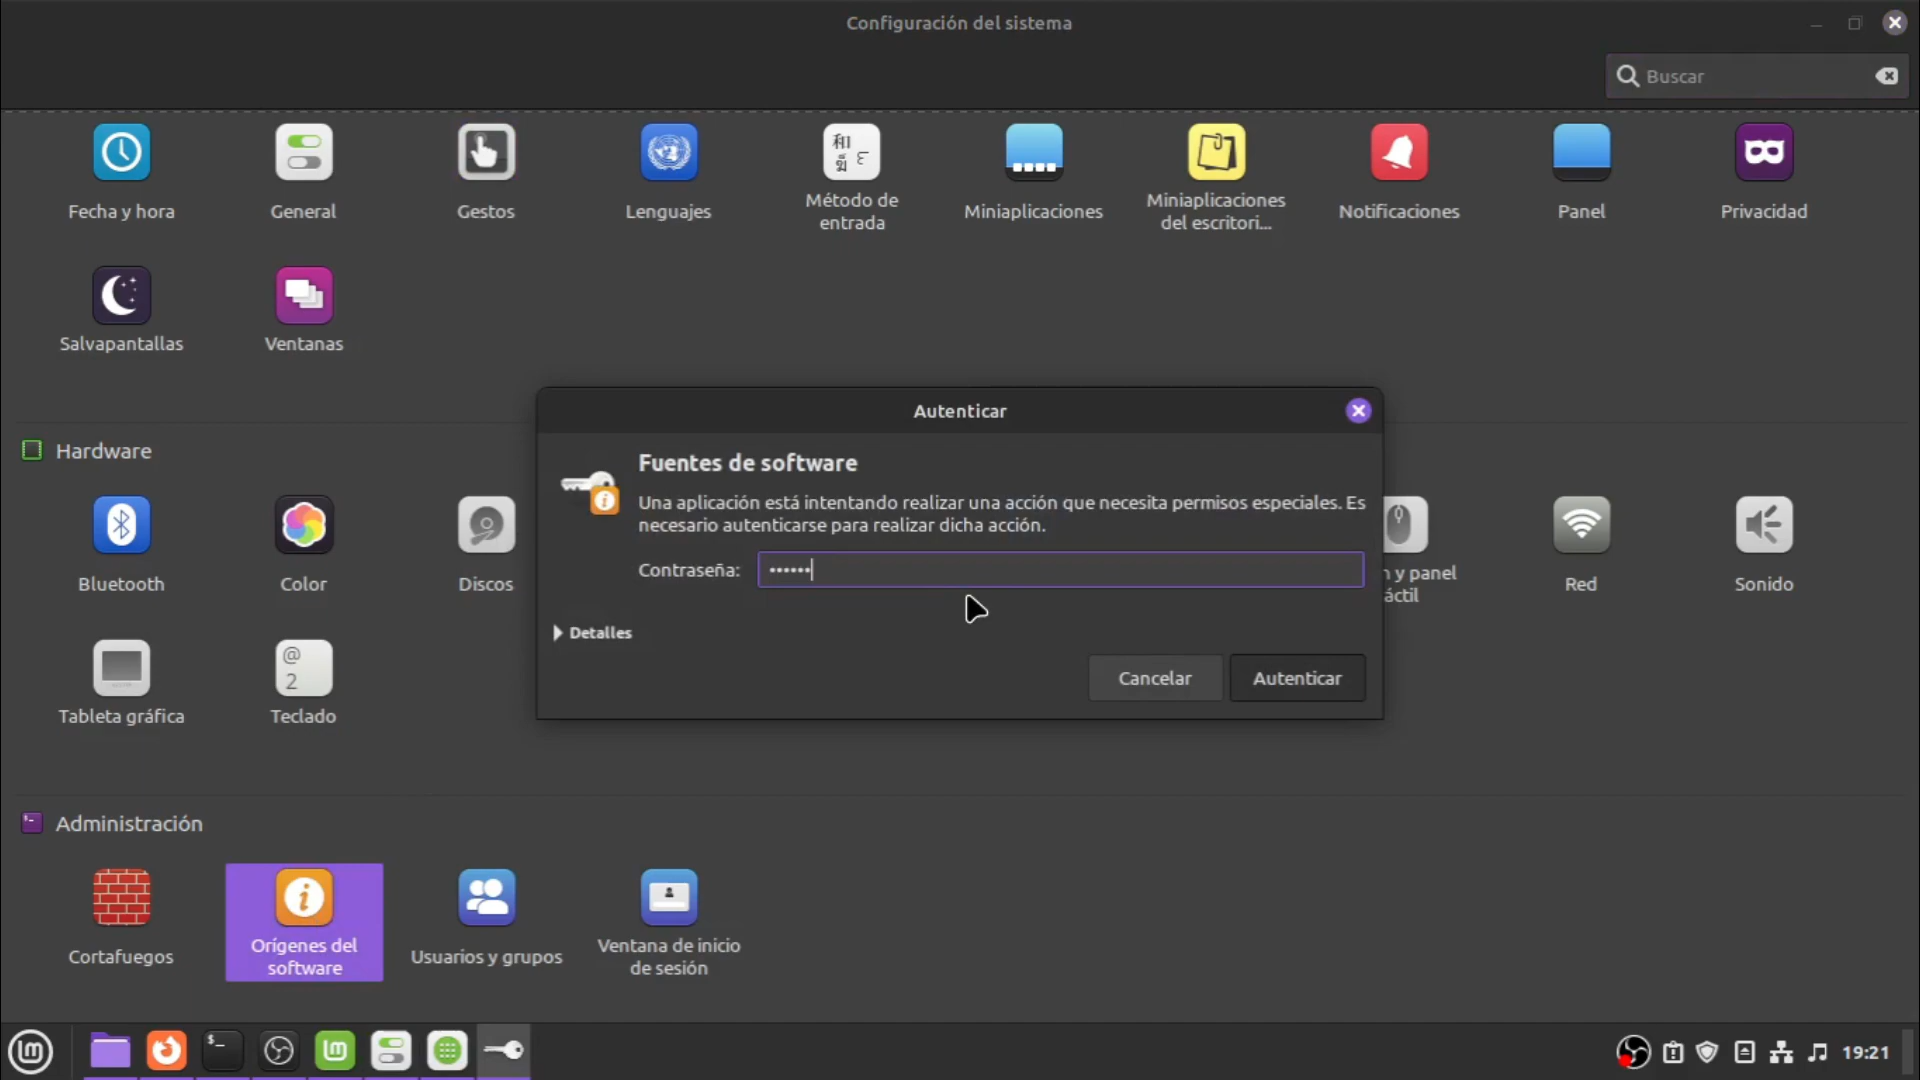 Configuración del sistema
Buscar
Fecha y hora
General
Gestos
Lenguajes
Método de
entrada
Miniaplicaciones
Miniaplicaciones
del escritori...
Notificaciones
Panel
Privacidad
Salvapantallas
Ventanas
Autenticar
Fuentes de software
Una aplicación está intentando realizar una acción que necesita permisos especiales. Es
necesario autenticarse para realizar dicha acción.
Contraseña: ••••••
Detalles
Cancelar
Autenticar
Hardware
Bluetooth
Color
Discos
n y panel
áctil
Red
Sonido
Tableta gráfica
@
2
Teclado
Administración
Cortafuegos
Orígenes del
software
Usuarios y grupos
Ventana de inicio
de sesión
19:21